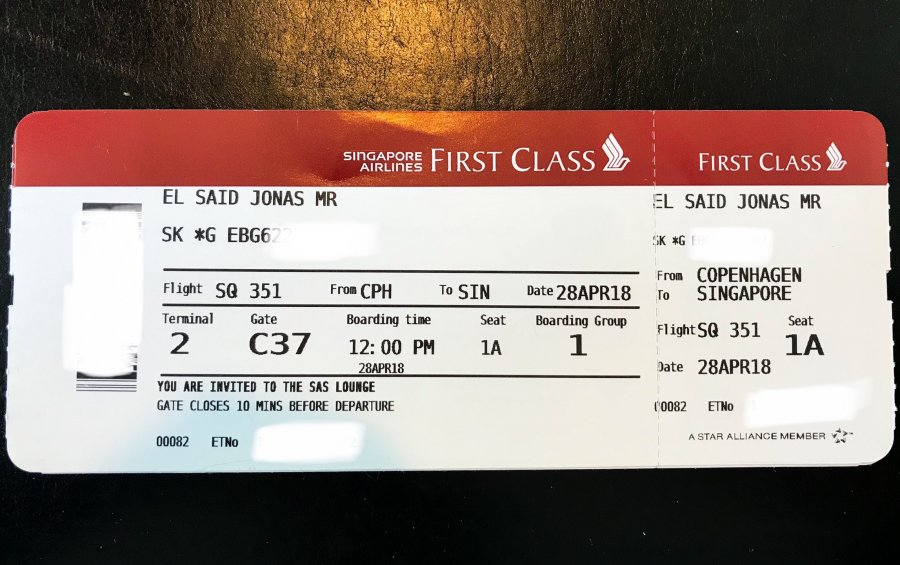 SINGAPORE AIRLINES FIRST CLASS
EL SAID JONAS MR
SK *G EBG622
Flight SQ 351 From CPH To SIN Date 28APR18
Terminal Gate Boarding time Seat Boarding Group
2 C37 12:00 PM 1A 1
28APR18
YOU ARE INVITED TO THE SAS LOUNGE
GATE CLOSES 10 MINS BEFORE DEPARTURE
00082 ETNo
FIRST CLASS
EL SAID JONAS MR
SK *G
From COPENHAGEN
To SINGAPORE
Flight SQ 351 Seat
1A
Date 28APR18
00082 ETNo
A STAR ALLIANCE MEMBER